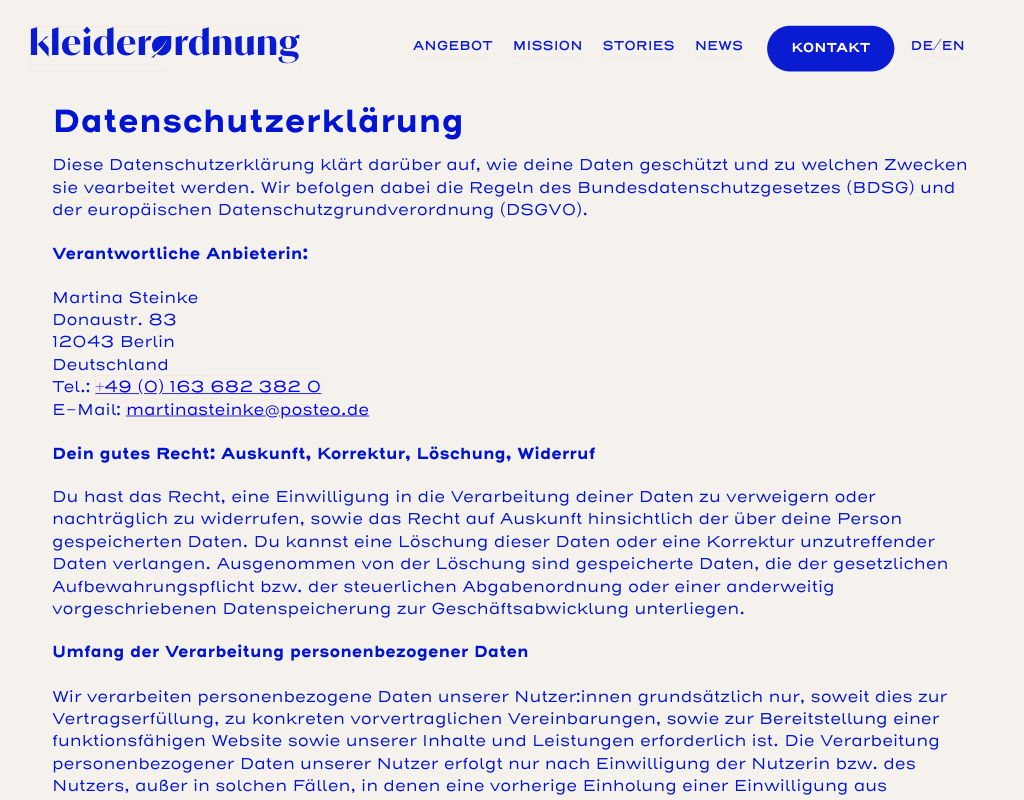 kleiderordnung
ANGEBOT MISSION STORIES NEWS KONTAKT DE/EN
Datenschutzerklärung
Diese Datenschutzerklärung klärt darüber auf, wie deine Daten geschützt und zu welchen Zwecken
sie vearbeitet werden. Wir befolgen dabei die Regeln des Bundesdatenschutzgesetzes (BDSG) und
der europäischen Datenschutzgrundverordnung (DSGVO).
Verantwortliche Anbieterin:
Martina Steinke
Donaustr. 83
12043 Berlin
Deutschland
Tel.: +49 (0) 163 682 382 0
E-Mail: martinasteinke@posteo.de
Dein gutes Recht: Auskunft, Korrektur, Löschung, Widerruf
Du hast das Recht, eine Einwilligung in die Verarbeitung deiner Daten zu verweigern oder
nachträglich zu widerrufen, sowie das Recht auf Auskunft hinsichtlich der über deine Person
gespeicherten Daten. Du kannst eine Löschung dieser Daten oder eine Korrektur unzutreffender
Daten verlangen. Ausgenommen von der Löschung sind gespeicherte Daten, die der gesetzlichen
Aufbewahrungspflicht bzw. der steuerlichen Abgabenordnung oder einer anderweitig
vorgeschriebenen Datenspeicherung zur Geschäftsabwicklung unterliegen.
Umfang der Verarbeitung personenbezogener Daten
Wir verarbeiten personenbezogene Daten unserer Nutzer:innen grundsätzlich nur, soweit dies zur
Vertragserfüllung, zu konkreten vorvertraglichen Vereinbarungen, sowie zur Bereitstellung einer
funktionsfähigen Website sowie unserer Inhalte und Leistungen erforderlich ist. Die Verarbeitung
personenbezogener Daten unserer Nutzer erfolgt nur nach Einwilligung der Nutzerin bzw. des
Nutzers, außer in solchen Fällen, in denen eine vorherige Einholung einer Einwilligung aus